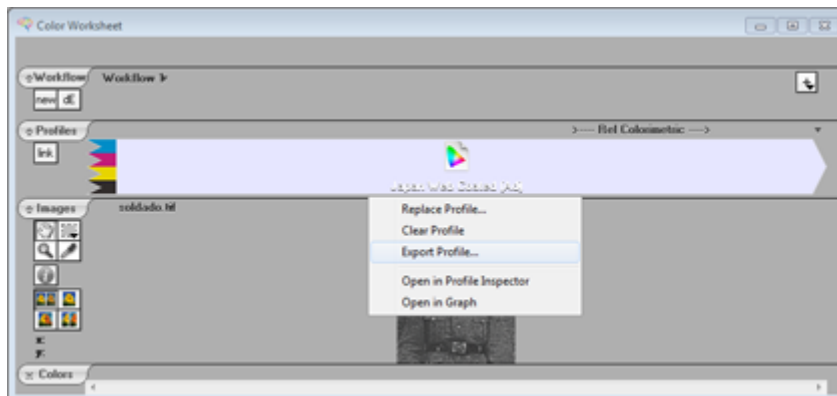 Color Worksheet
Workflow
Workflow
new dE
Profiles
Rel Colorimetric
link
Japan Web Coated (Ad)
Images
soldado.tif
Replace Profile...
Clear Profile
Export Profile...
Open in Profile Inspector
Open in Graph
x:
y:
Colors